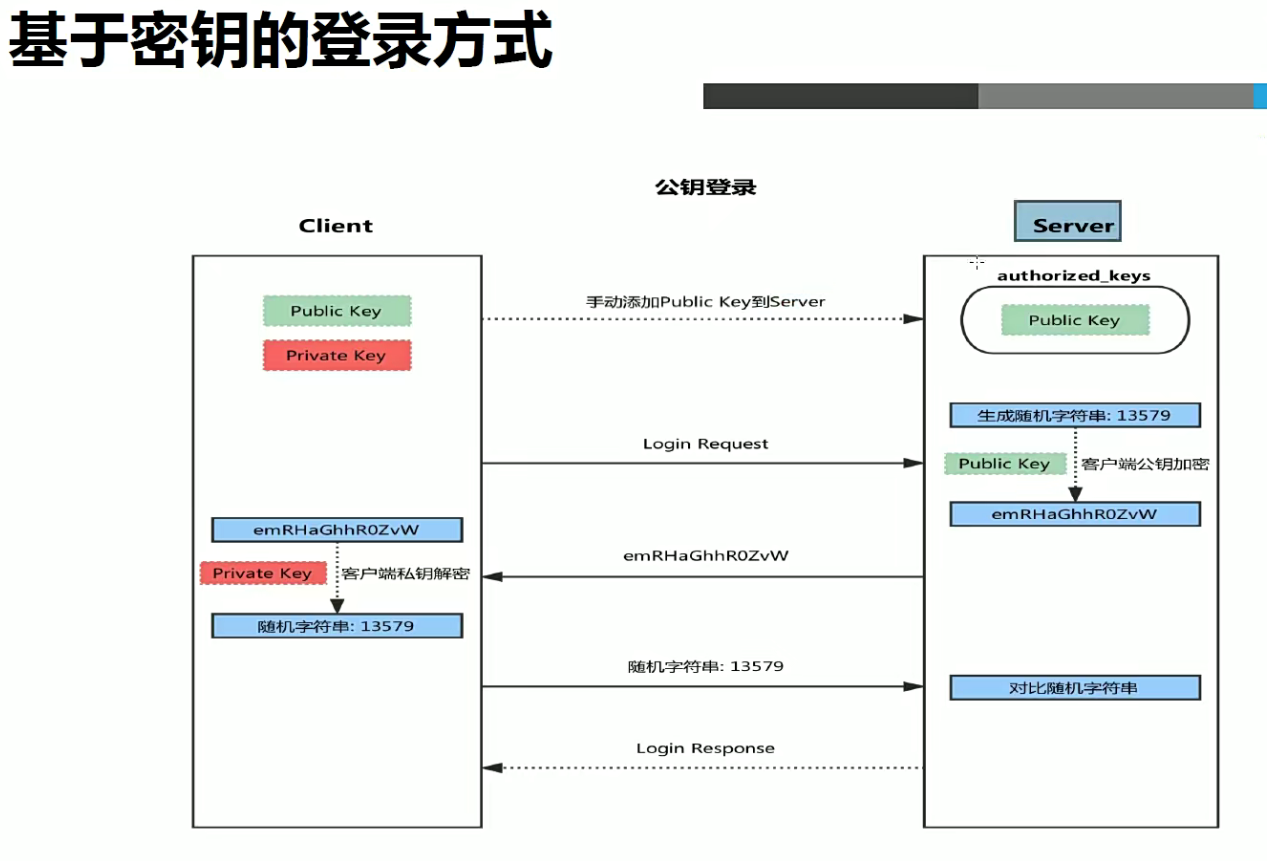 基于密钥的登录方式
公钥登录
Client
Server
authorized_keys
Public Key
手动添加Public Key到Server
Public Key
Private Key
生成随机字符串: 13579
Login Request
Public Key
客户端公钥加密
emRHaGhhR0ZvW
emRHaGhhR0ZvW
emRHaGhhR0ZvW
Private Key
客户端私钥解密
随机字符串: 13579
随机字符串: 13579
对比随机字符串
Login Response